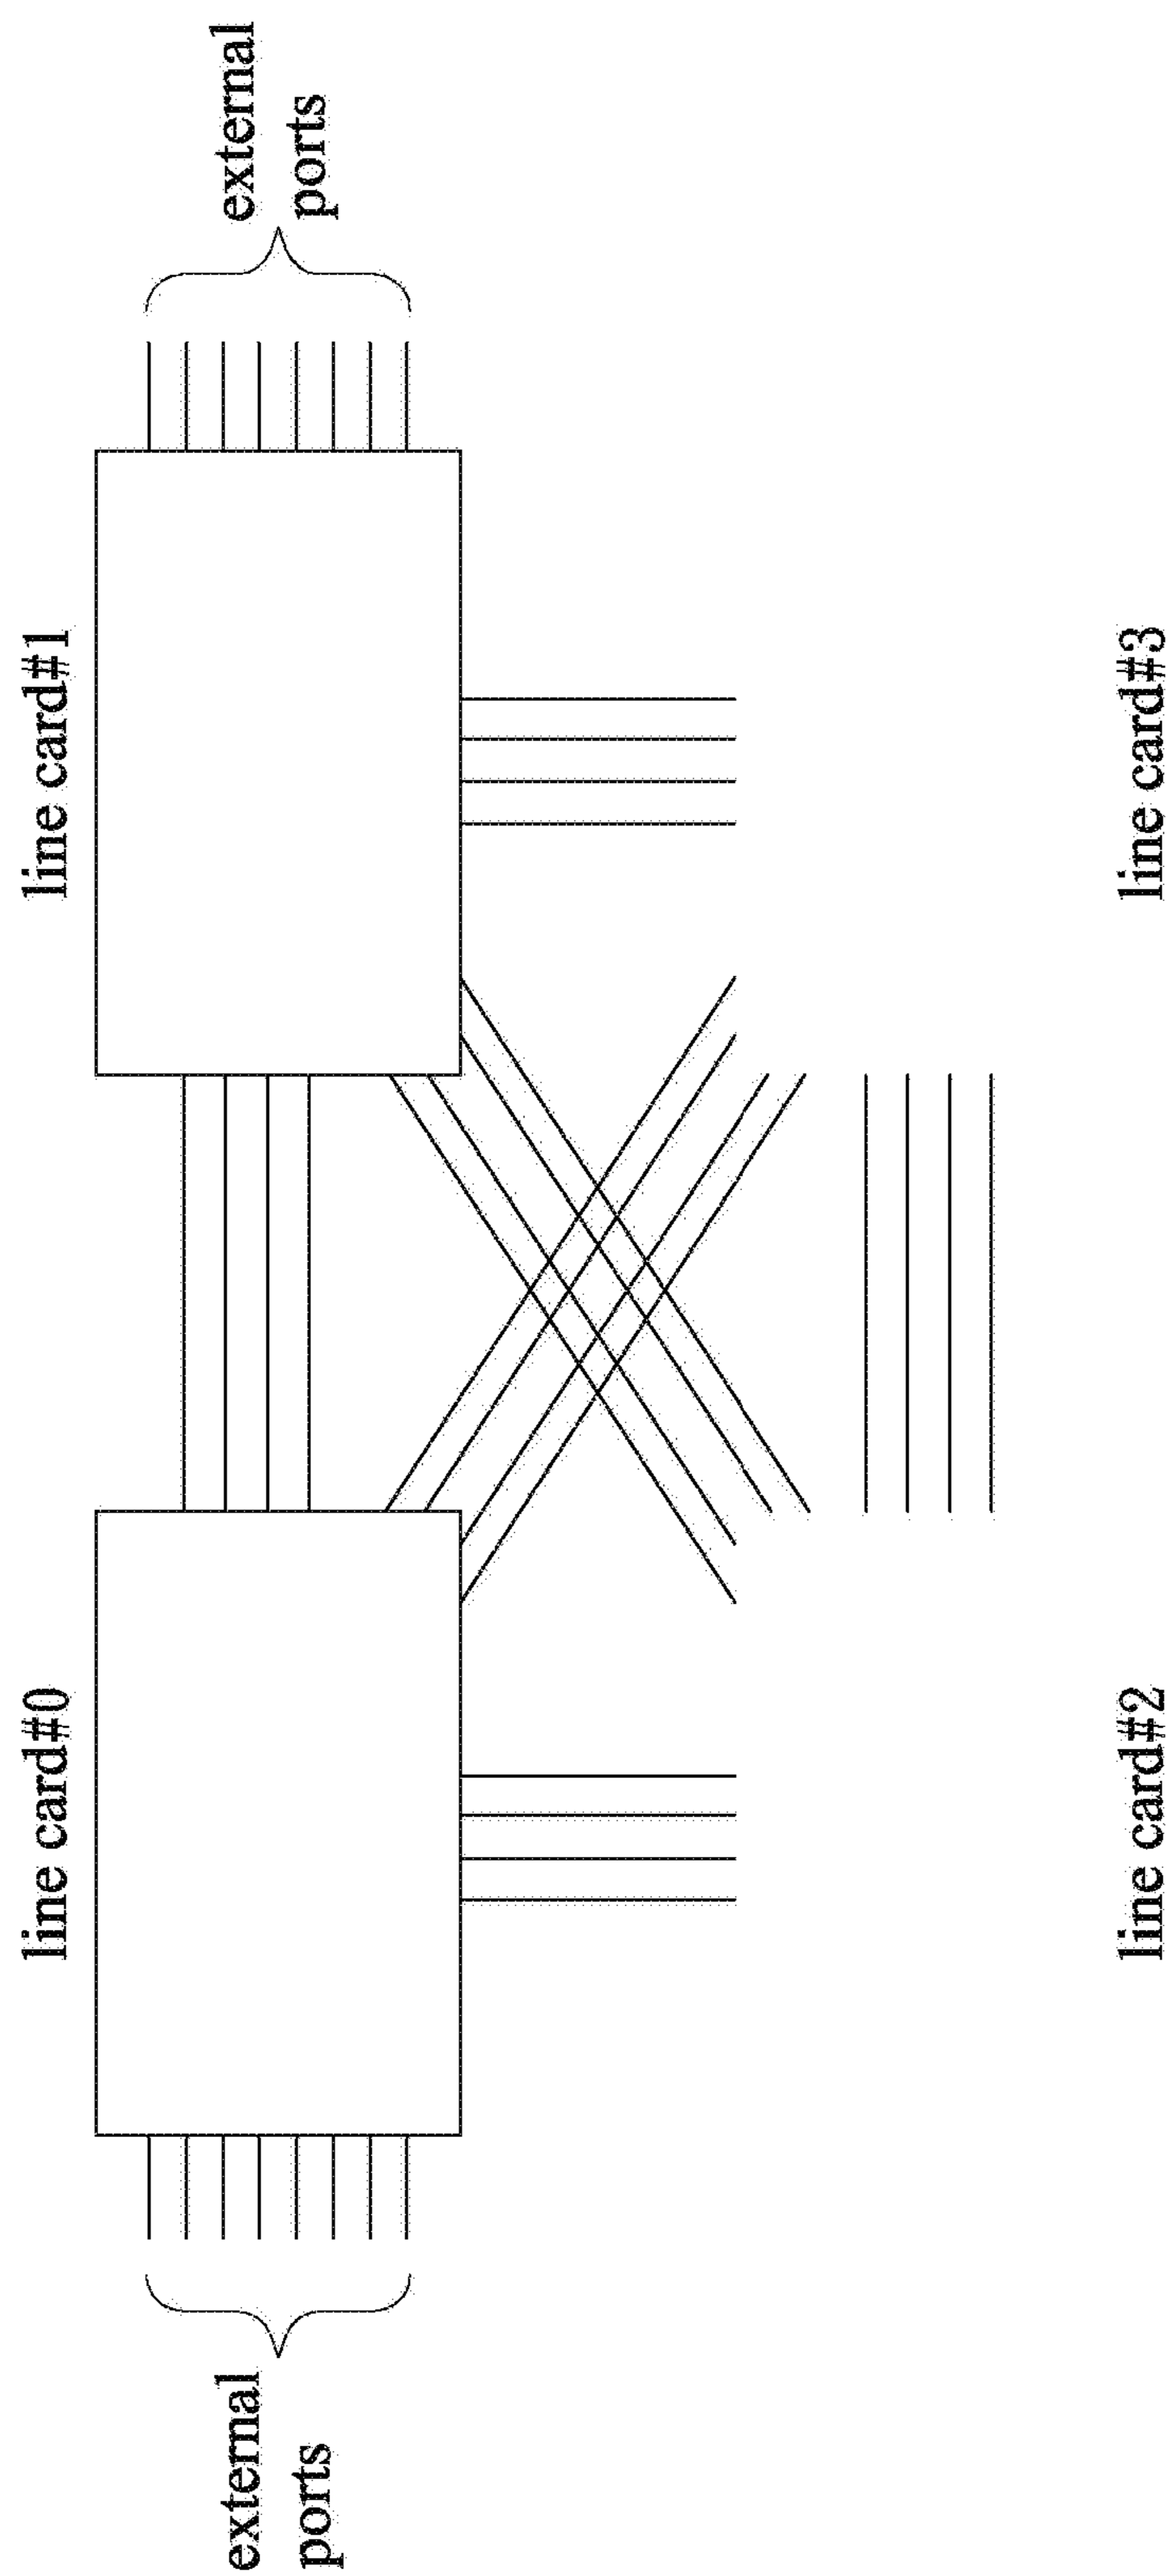 line card#0
line card#1
external
ports
external
ports
line card#2
line card#3